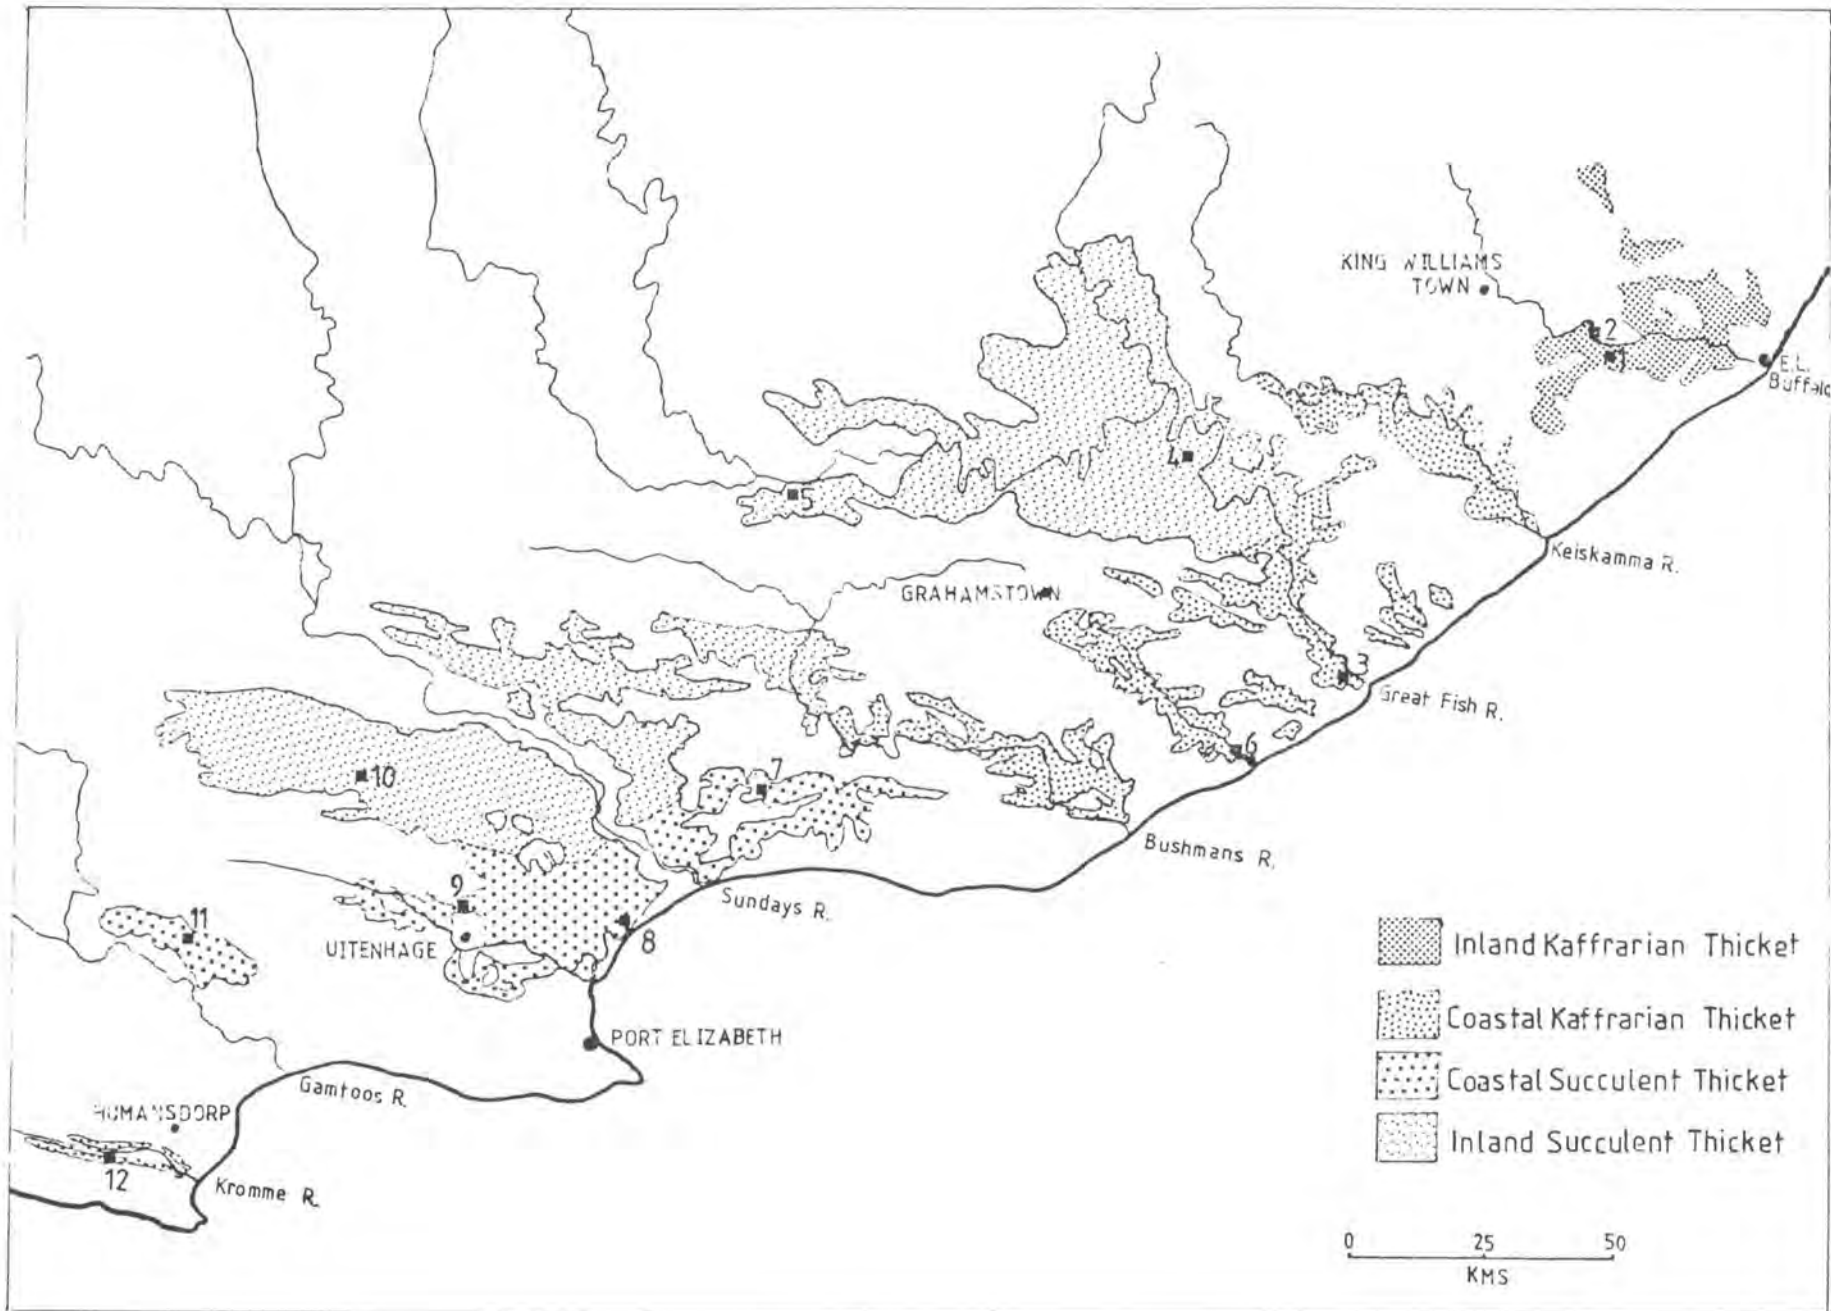 KING WILLIAMS
TOWN
2
1
E.L.
Buffalo
4
5
Keiskamma R.
GRAHAMSTOWN
3
Great Fish R.
6
7
10
Bushmans R.
9
Sundays R.
8
11
UITENHAGE
Inland Kaffrarian Thicket
Coastal Kaffrarian Thicket
PORT ELIZABETH
Coastal Succulent Thicket
Gamtoos R.
HUMANSDORP
Inland Succulent Thicket
12
Kromme R.
0 25 50
KMS